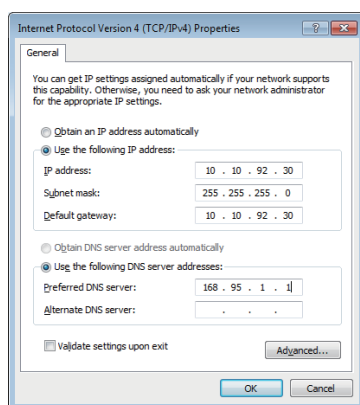 Internet Protocol Version 4 (TCP/IPv4) Properties
General
You can get IP settings assigned automatically if your network supports
this capability. Otherwise, you need to ask your network administrator
for the appropriate IP settings.
Obtain an IP address automatically
Use the following IP address:
IP address: 10 . 10 . 92 . 30
Subnet mask: 255 . 255 . 255 . 0
Default gateway: 10 . 10 . 92 . 30
Obtain DNS server address automatically
Use the following DNS server addresses:
Preferred DNS server: 168 . 95 . 1 . 1
Alternate DNS server: . . .
Validate settings upon exit
Advanced...
OK Cancel